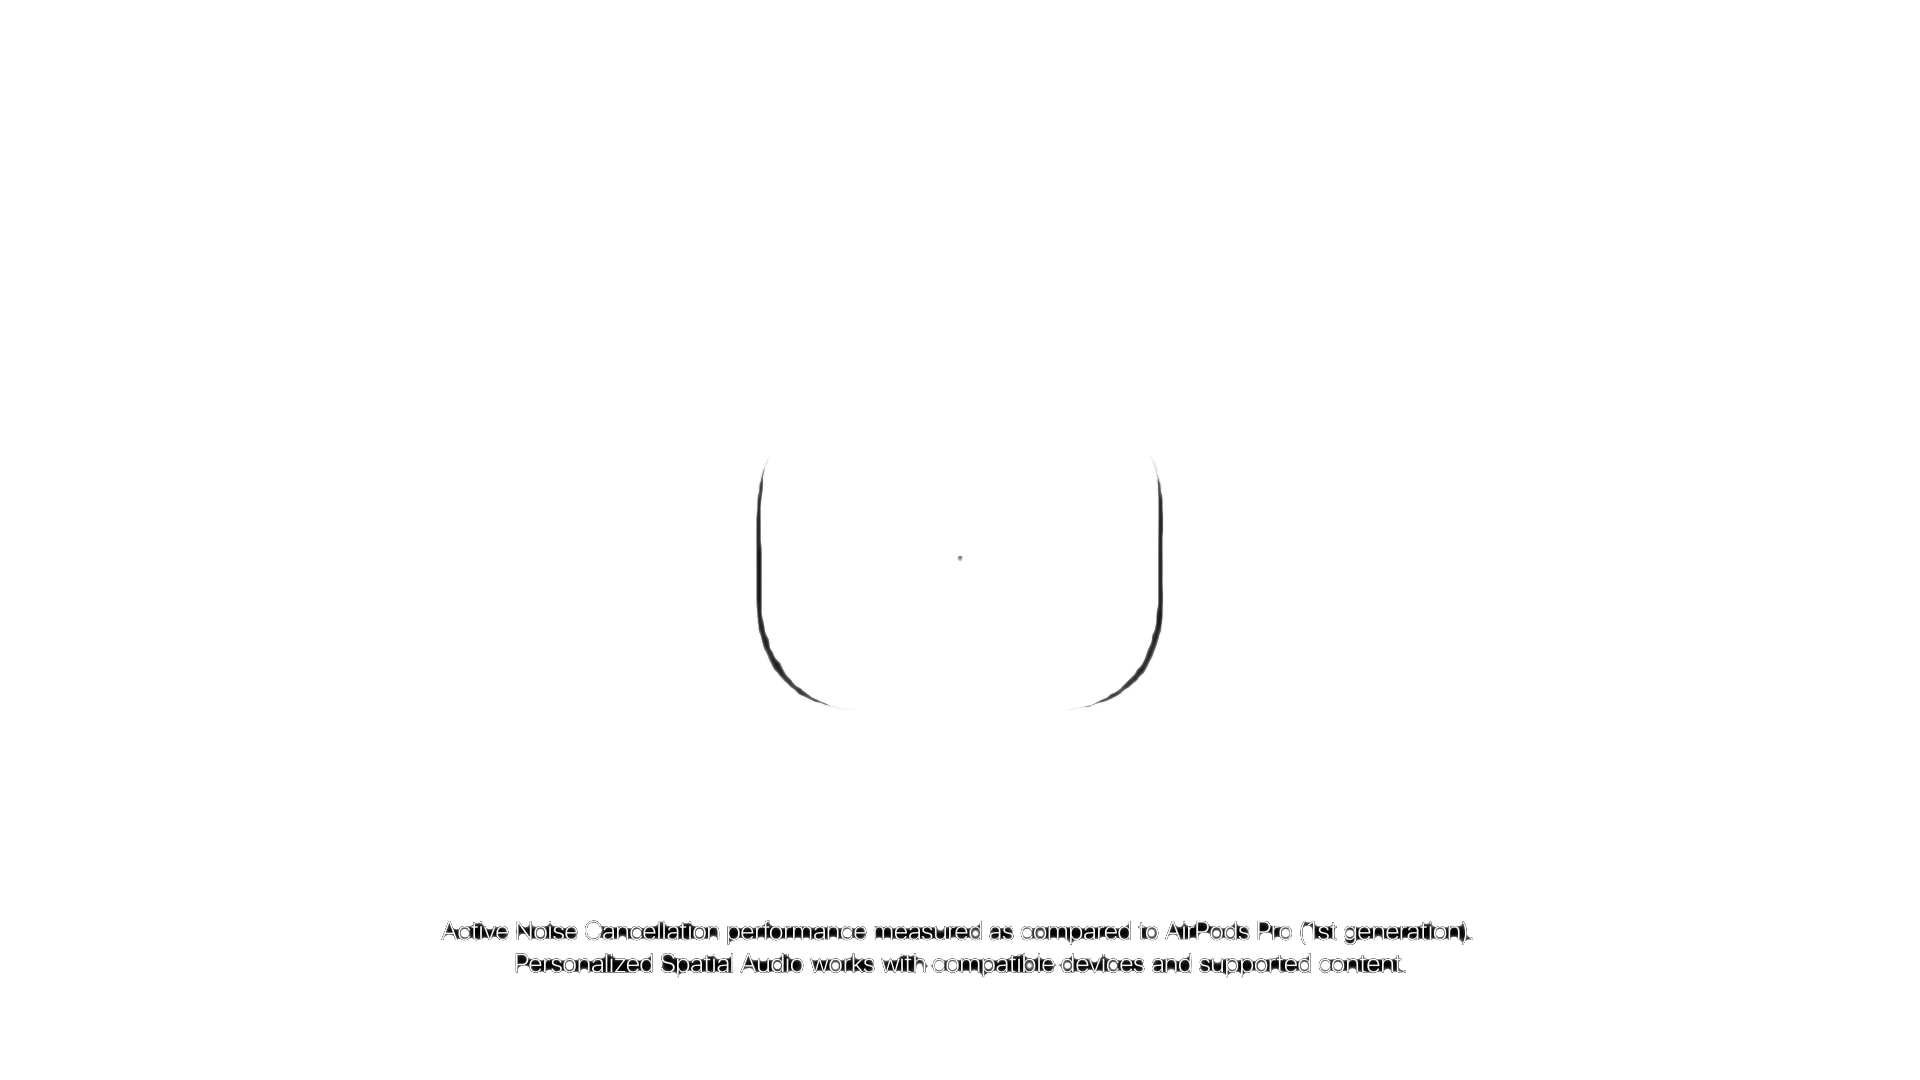 Active Noise Cancellation performance measured as compared to AirPods Pro (1st generation).
Personalized Spatial Audio works with compatible devices and supported content.